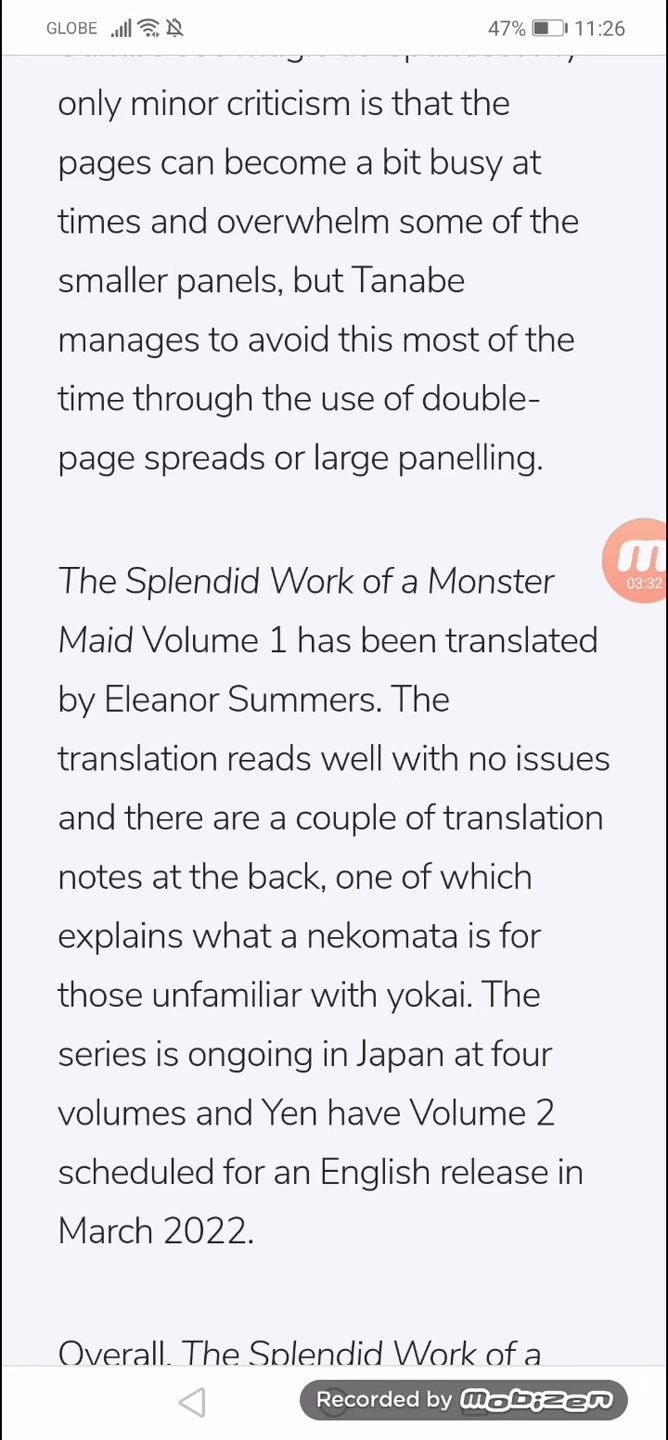 GLOBE 47% 11:26
only minor criticism is that the
pages can become a bit busy at
times and overwhelm some of the
smaller panels, but Tanabe
manages to avoid this most of the
time through the use of double-
page spreads or large panelling.
m
03:32
The Splendid Work of a Monster
Maid Volume 1 has been translated
by Eleanor Summers. The
translation reads well with no issues
and there are a couple of translation
notes at the back, one of which
explains what a nekomata is for
those unfamiliar with yokai. The
series is ongoing in Japan at four
volumes and Yen have Volume 2
scheduled for an English release in
March 2022.
Overall, The Splendid Work of a
Recorded by mobizen